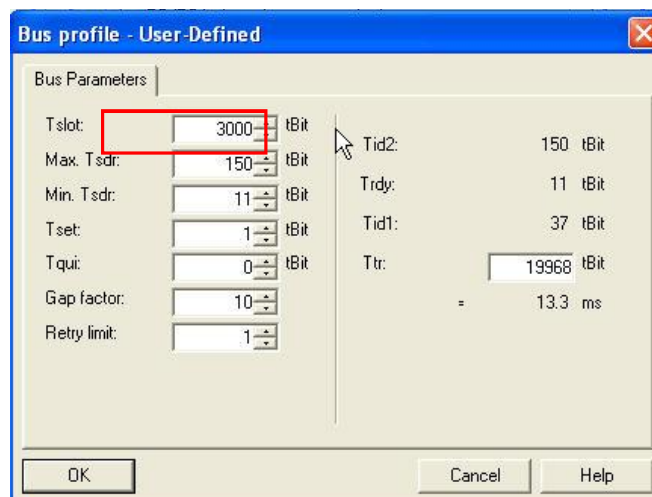 Bus profile - User-Defined
Bus Parameters
Tslot: 3000 tBit
Max. Tsdr: 150 tBit
Min. Tsdr: 11 tBit
Tset: 1 tBit
Tqui: 0 tBit
Gap factor: 10
Retry limit: 1
Tid2: 150 tBit
Trdy: 11 tBit
Tid1: 37 tBit
Ttr: 19968 tBit
= 13.3 ms
OK
Cancel
Help